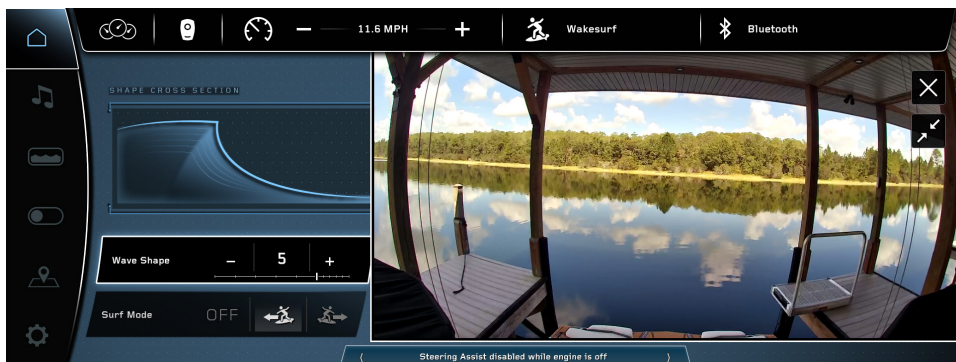 11.6 MPH
Wakesurf
Bluetooth
SHAPE CROSS SECTION
Wave Shape
5
Surf Mode
OFF
Steering Assist disabled while engine is off